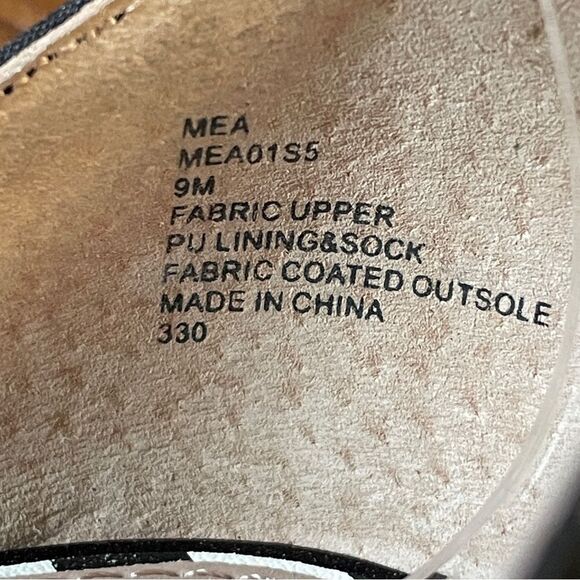 MEA
MEA01S5
9M
FABRIC UPPER
PU LINING&SOCK
FABRIC COATED OUTSOLE
MADE IN CHINA
330